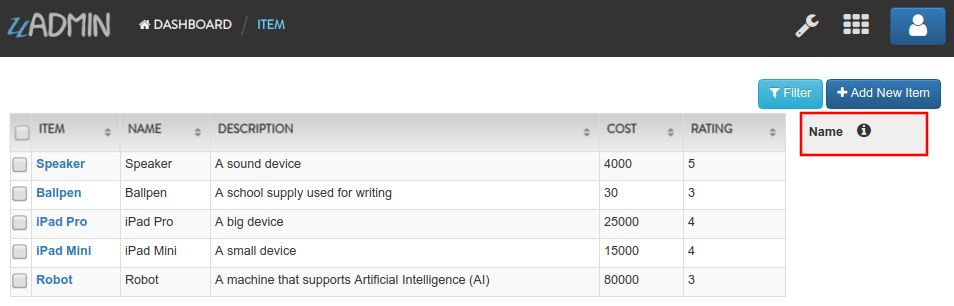 uADMIN DASHBOARD / ITEM
Filter + Add New Item
ITEM NAME DESCRIPTION COST RATING
Name
Speaker Speaker A sound device 4000 5
Ballpen Ballpen A school supply used for writing 30 3
iPad Pro iPad Pro A big device 25000 4
iPad Mini iPad Mini A small device 15000 4
Robot Robot A machine that supports Artificial Intelligence (AI) 80000 3